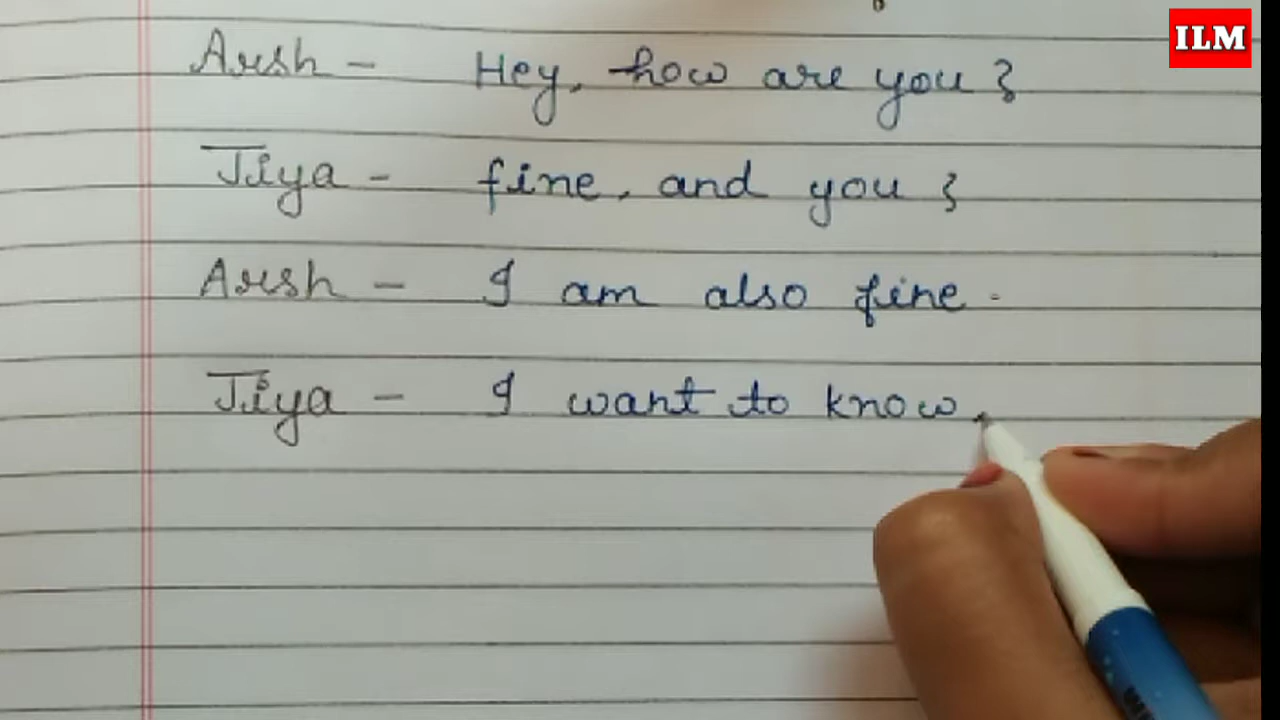 ILM
Arsh - Hey, how are you?
Jiya - fine, and you?
Arsh - I am also fine.
Jiya - I want to know,